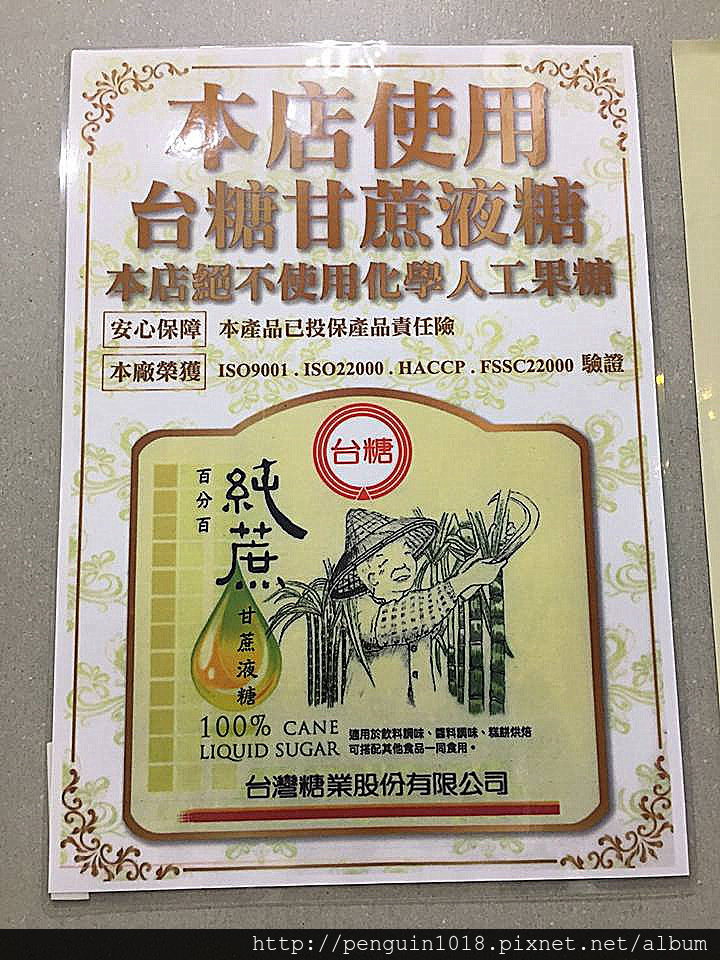 本店使用
台糖甘蔗液糖
本店絕不使用化學人工果糖
安心保障 本產品已投保產品責任險
本廠榮獲 ISO9001 . ISO22000 . HACCP . FSSC22000 驗證
台糖
百分百
純蔗
甘蔗液糖
100% CANE
LIQUID SUGAR
適用於飲料調味、醬料調味、糕餅烘焙
可搭配其他食品一同食用。
台灣糖業股份有限公司
http://penguin1018.pixnet.net/album